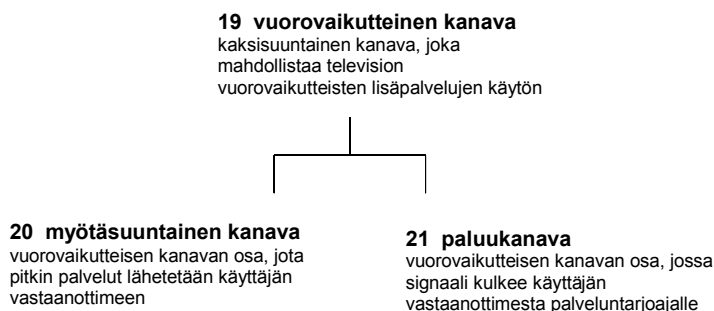 19 vuorovaikutteinen kanava
kaksisuuntainen kanava, joka
mahdollistaa television
vuorovaikutteisten lisäpalvelujen käytön
20 myötäsuuntainen kanava
vuorovaikutteisen kanavan osa, jota
pitkin palvelut lähetetään käyttäjän
vastaanottimeen
21 paluukanava
vuorovaikutteisen kanavan osa, jossa
signaali kulkee käyttäjän
vastaanottimesta palveluntarjoajalle